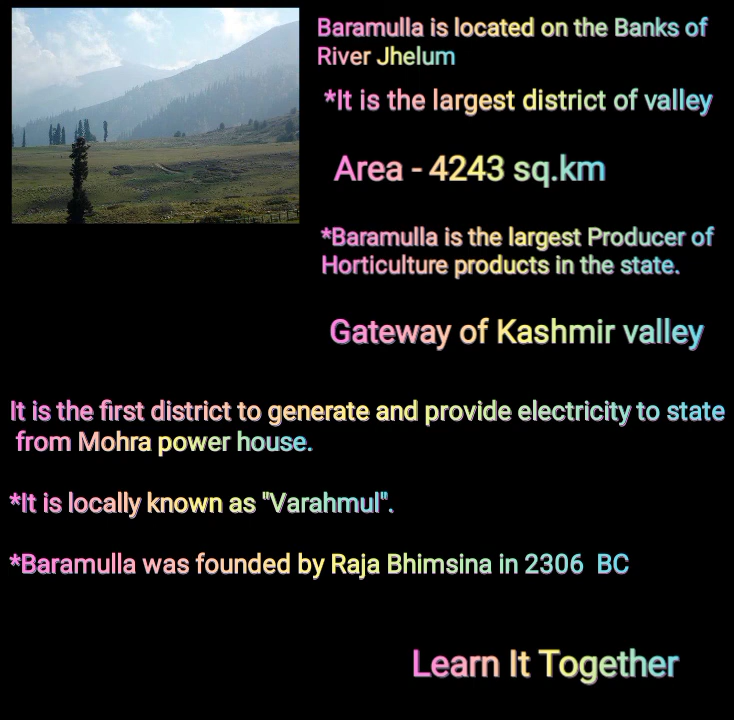 Baramulla is located on the Banks of
River Jhelum
*It is the largest district of valley
Area - 4243 sq.km
*Baramulla is the largest Producer of
Horticulture products in the state.
Gateway of Kashmir valley
It is the first district to generate and provide electricity to state
from Mohra power house.
*It is locally known as "Varahmul".
*Baramulla was founded by Raja Bhimsina in 2306 BC
Learn It Together